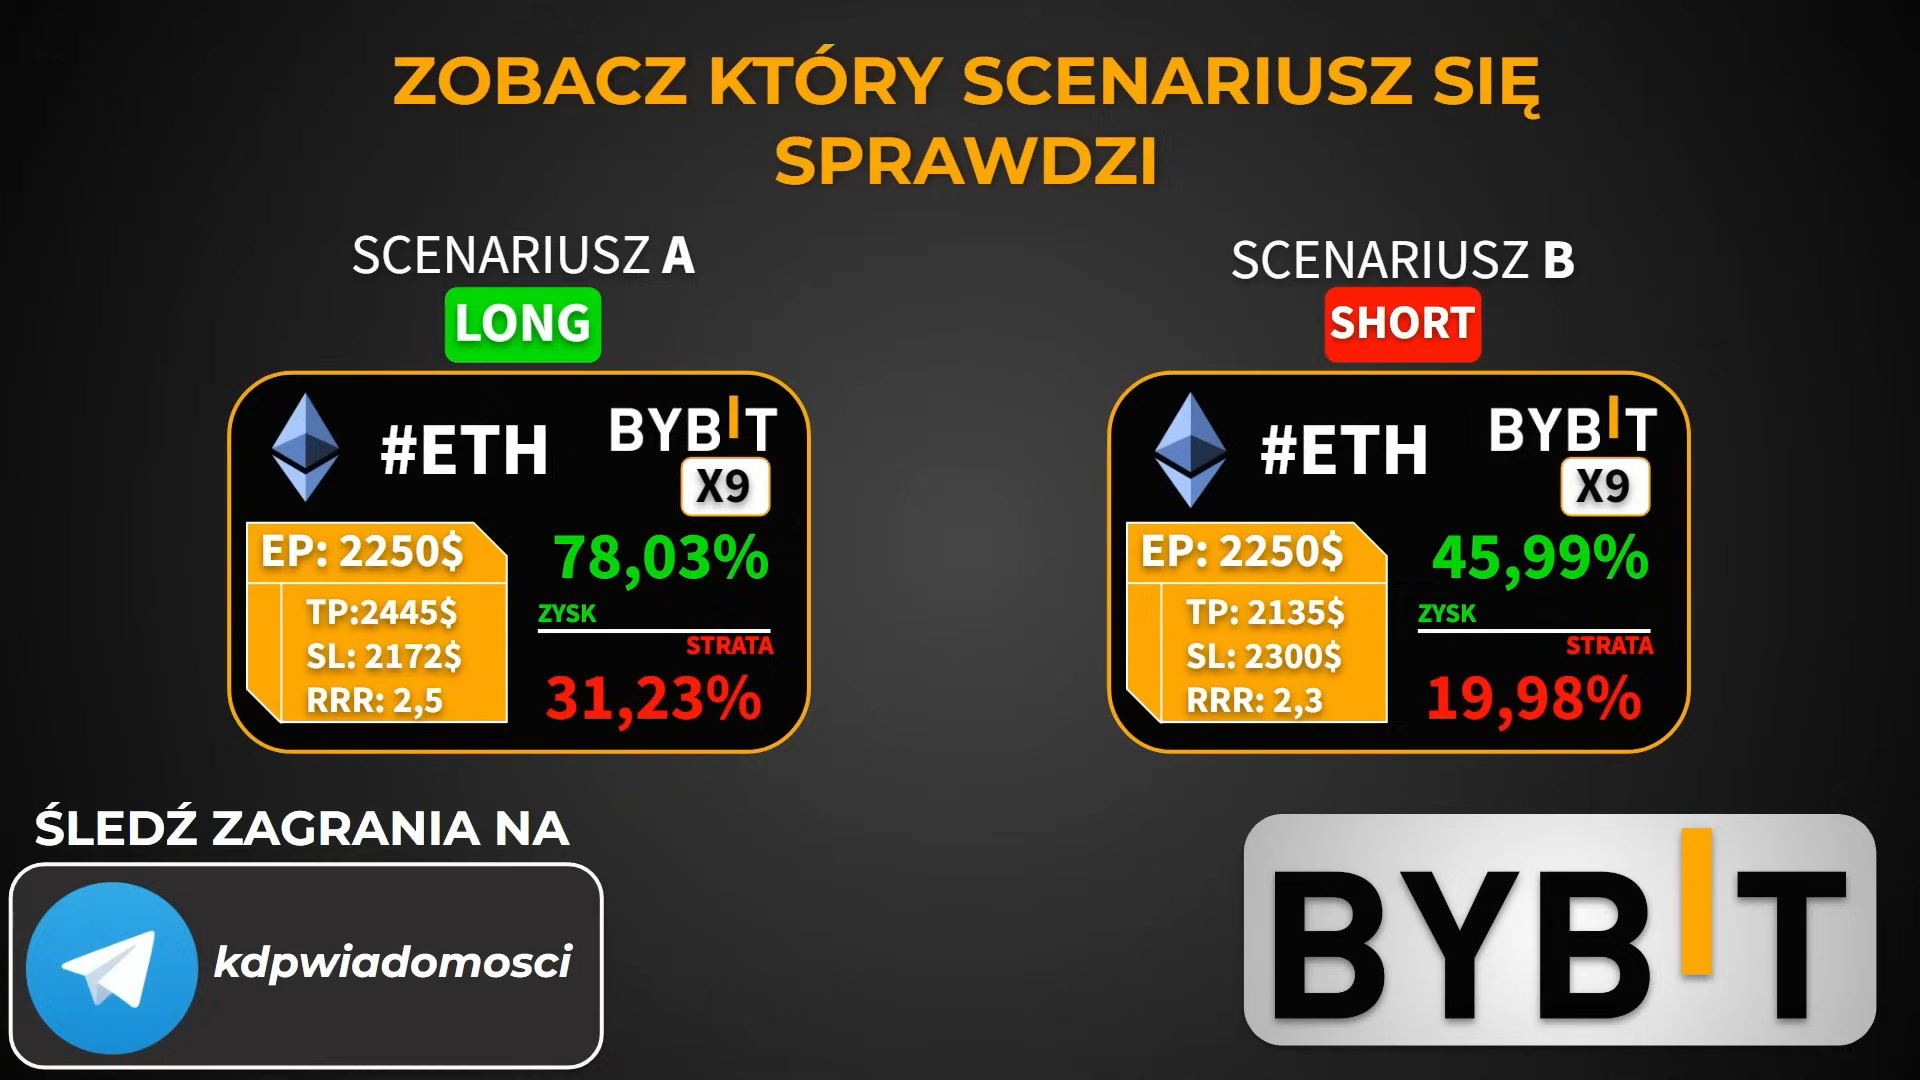 ZOBACZ KTÓRY SCENARIUSZ SIĘ
SPRAWDZI
SCENARIUSZ A
LONG
#ETH
BYBIT
X9
EP: 2250$
TP:2445$
SL: 2172$
RRR: 2,5
78,03%
ZYSK
STRATA
31,23%
SCENARIUSZ B
SHORT
#ETH
BYBIT
X9
EP: 2250$
TP: 2135$
SL: 2300$
RRR: 2,3
45,99%
ZYSK
STRATA
19,98%
ŚLEDŹ ZAGRANIA NA
kdpwiadomosci
BYBIT